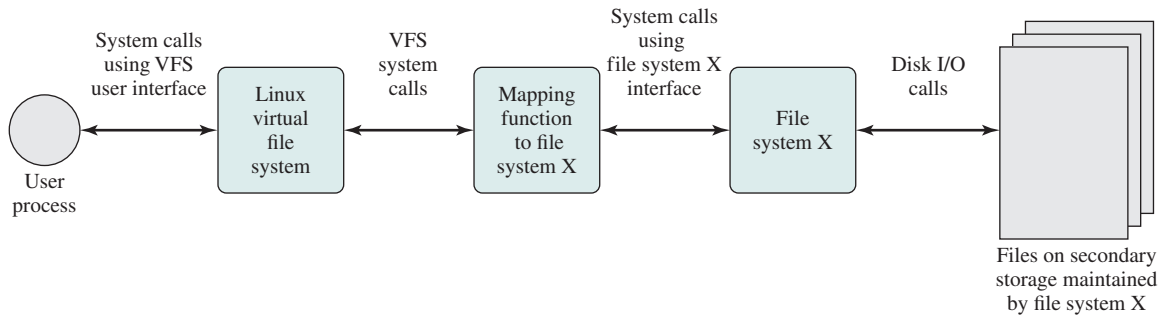 System calls
using VFS
user interface
VFS
system
calls
System calls
using
file system X
interface
Disk I/O
calls
User
process
Linux
virtual
file
system
Mapping
function
to file
system X
File
system X
Files on secondary
storage maintained
by file system X